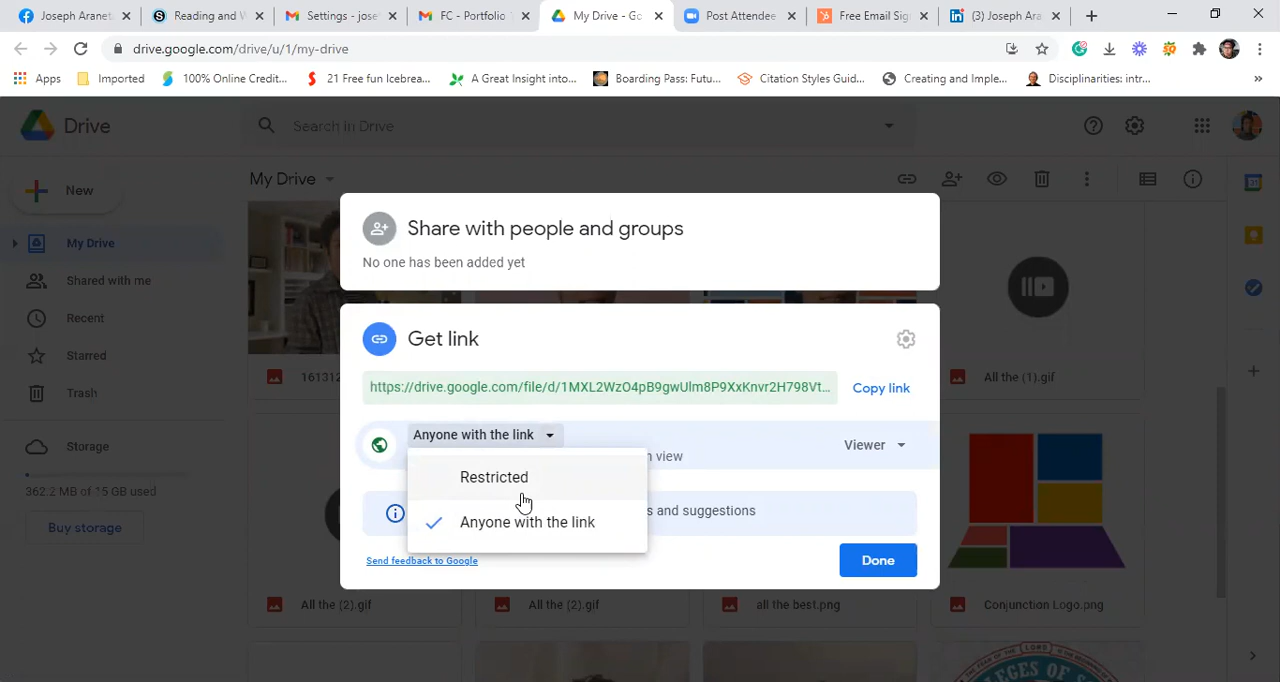 Joseph Aranet
Reading and V
Settings - jose
FC - Portfolio
My Drive - Go
Post Attendee
Free Email Sig
(3) Joseph Ara
drive.google.com/drive/u/1/my-drive
Apps
Imported
100% Online Credit...
21 Free fun Icebrea...
A Great Insight into...
Boarding Pass: Futu...
Citation Styles Guid...
Creating and Imple...
Disciplinarities: intr...
»
Drive
Search in Drive
New
My Drive
My Drive
Shared with me
Recent
Starred
Trash
Storage
362.2 MB of 15 GB used
Buy storage
Share with people and groups
No one has been added yet
Get link
https://drive.google.com/file/d/1MXL2WzO4pB9gwUlm8P9XxKnvr2H798Vt...
Copy link
Anyone with the link
n view
Viewer
Restricted
Anyone with the link
s and suggestions
Send feedback to Google
Done
161312
All the (1).gif
All the (2).gif
All the (2).gif
all the best.png
Conjunction Logo.png